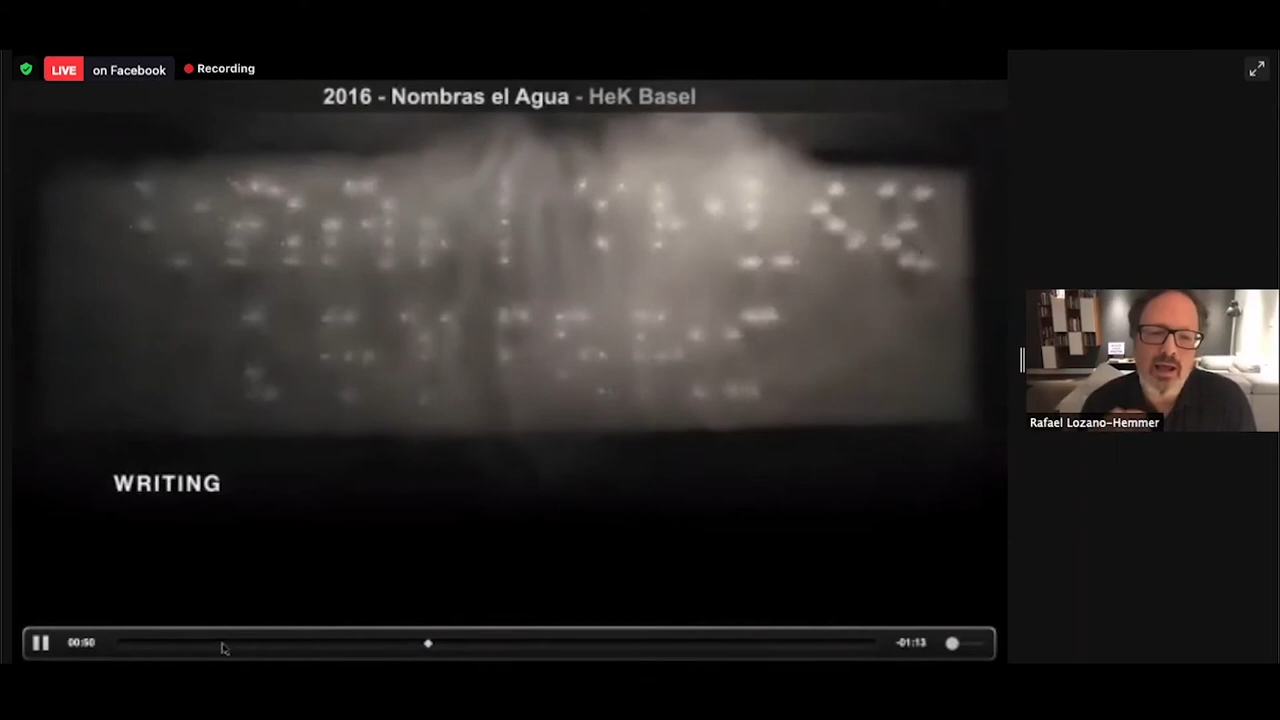 LIVE on Facebook Recording
2016 - Nombras el Agua - HeK Basel
Rafael Lozano-Hemmer
WRITING
00:50 -01:13